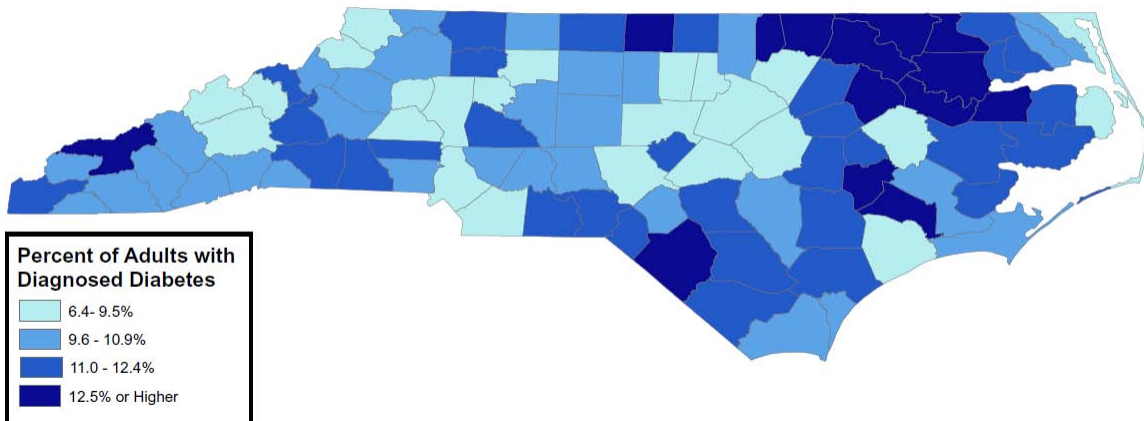 Percent of Adults with
Diagnosed Diabetes
6.4- 9.5%
9.6 - 10.9%
11.0 - 12.4%
12.5% or Higher